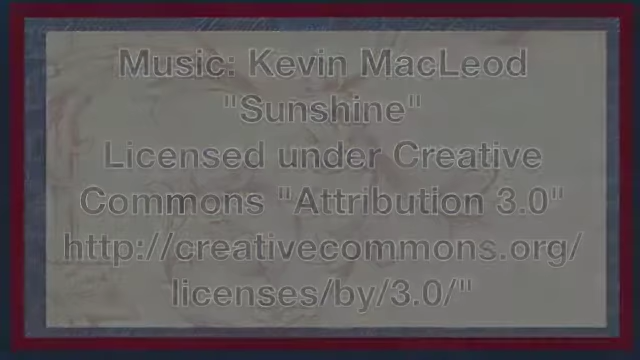 Music: Kevin MacLeod
"Sunshine"
Licensed under Creative
Commons "Attribution 3.0"
http://creativecommons.org/
licenses/by/3.0/"